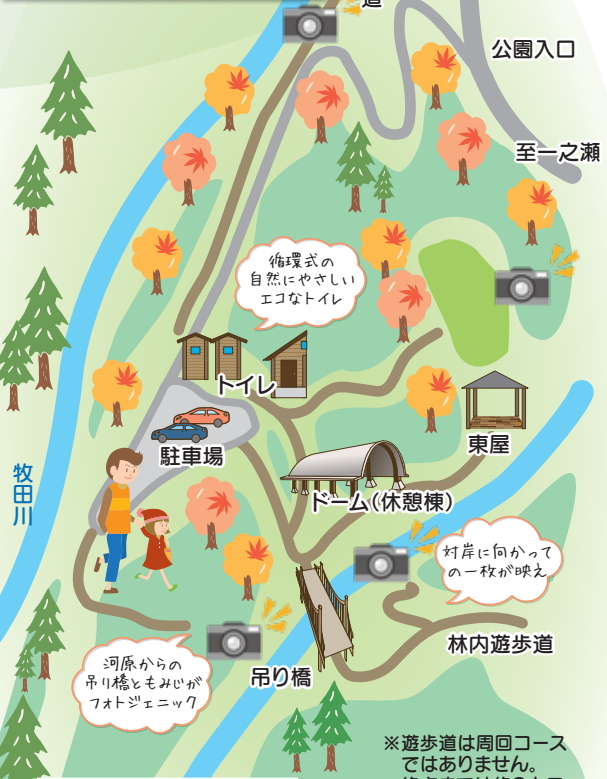 道
公園入口
至一之瀬
循環式の
自然にやさしい
エコなトイレ
トイレ
駐車場
東屋
ドーム(休憩棟)
牧田川
対岸に向かって
の一枚が映え
林内遊歩道
吊り橋
河原からの
吊り橋ともみじが
フォトジェニック
※遊歩道は周回コース
ではありません。